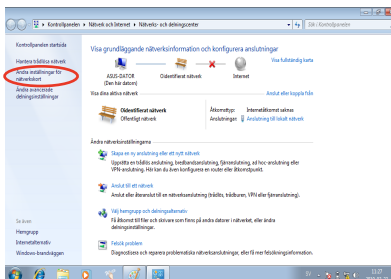 Kontrollpanelen ▸ Nätverk och Internet ▸ Nätverks- och delningscenter
Sök i Kontrollpanelen
Kontrollpanelen startsida
Hantera trådlösa nätverk
Ändra inställningar för
nätverkskort
Ändra avancerade
delningsinställningar
Visa grundläggande nätverksinformation och konfigurera anslutningar
Visa fullständig karta
ASUS-DATOR
(Den här datorn)
Oidentifierat nätverk
Internet
Visa dina aktiva nätverk
Anslut eller koppla från
Oidentifierat nätverk
Offentligt nätverk
Åtkomsttyp: Internetåtkomst saknas
Anslutningar: Anslutning till lokalt nätverk
Ändra nätverksinställningarna
Skapa en ny anslutning eller ett nytt nätverk
Upprätta en trådlös anslutning, bredbandsanslutning, fjärranslutning, ad hoc-anslutning eller
VPN-anslutning. Här kan du även konfigurera en router eller åtkomstpunkt.
Anslut till ett nätverk
Anslut eller återanslut till en nätverksanslutning (trådlös, trådburen, VPN eller fjärranslutning).
Välj hemgrupp och delningsalternativ
Få åtkomst till filer och skrivare som finns på andra datorer i nätverket, eller ändra
delningsinställningar.
Felsök problem
Diagnostisera och reparera problematiska nätverksanslutningar, eller få mer felsökningsinformation.
Se även
Hemgrupp
Internetalternativ
Windows-brandväggen
SV
13:27